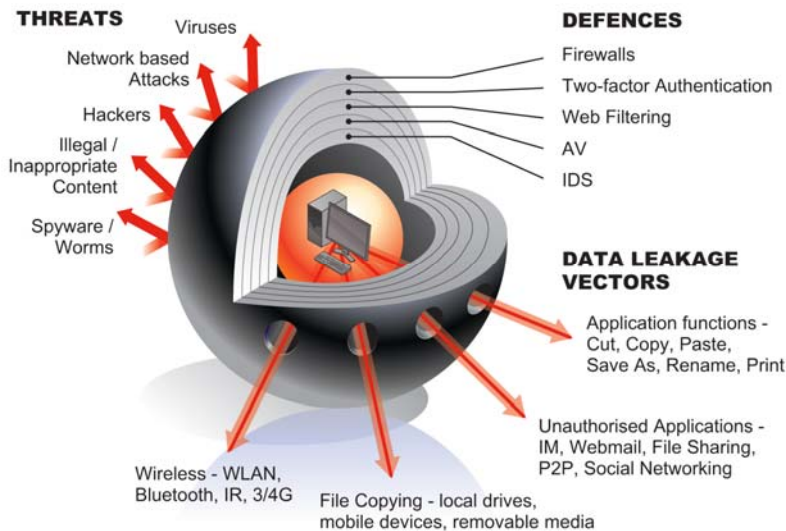 THREATS
Viruses
Network based
Attacks
Hackers
Illegal /
Inappropriate
Content
Spyware /
Worms
DEFENCES
Firewalls
Two-factor Authentication
Web Filtering
AV
IDS
DATA LEAKAGE
VECTORS
Application functions -
Cut, Copy, Paste,
Save As, Rename, Print
Unauthorised Applications -
IM, Webmail, File Sharing,
P2P, Social Networking
Wireless - WLAN,
Bluetooth, IR, 3/4G
File Copying - local drives,
mobile devices, removable media